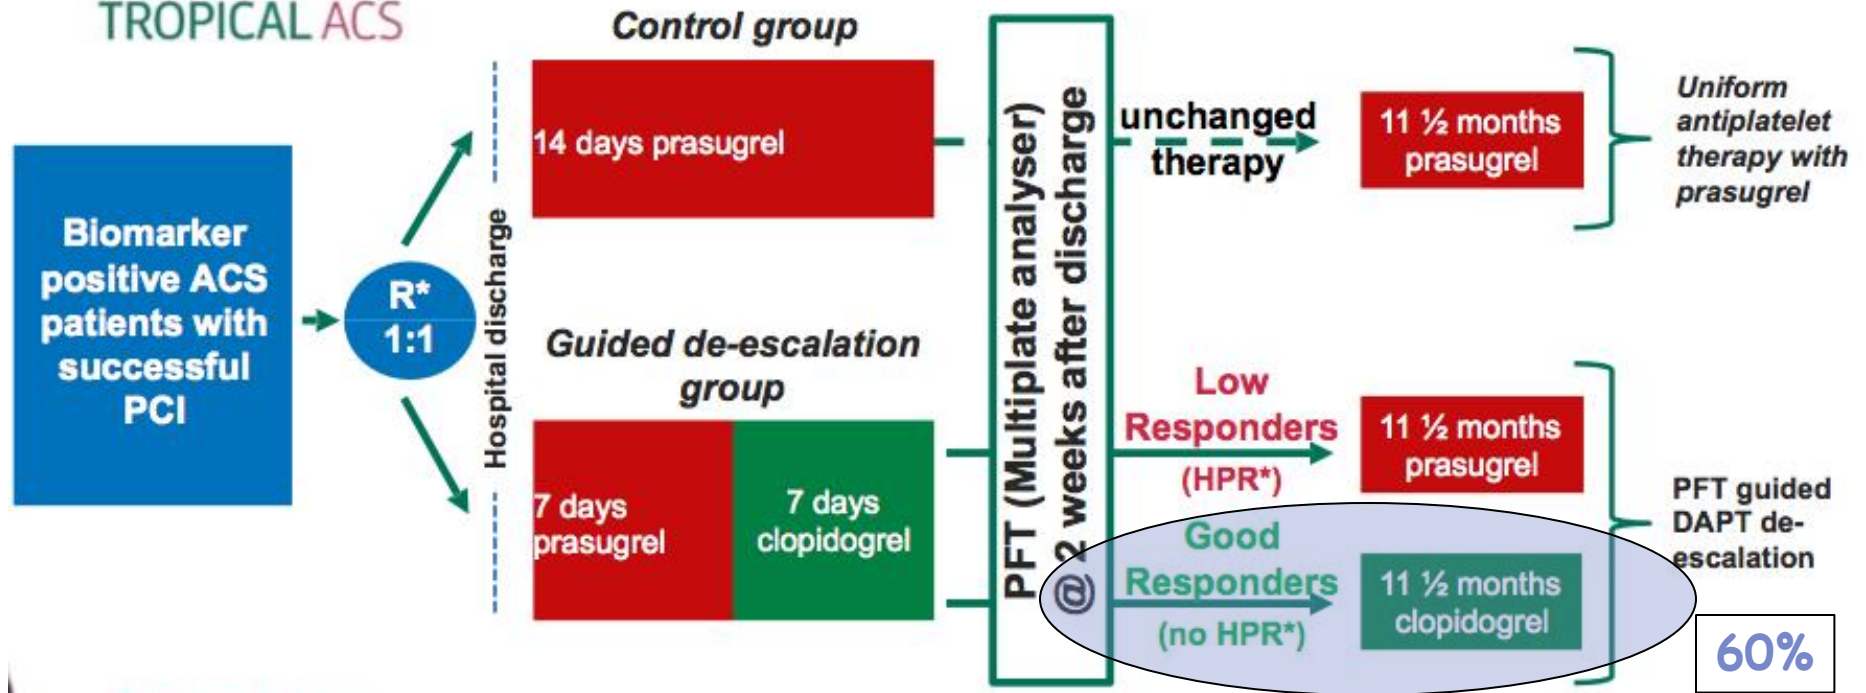 TROPICAL ACS
Biomarker
positive ACS
patients with
successful
PCI
R*
1:1
Hospital discharge
Control group
14 days prasugrel
Guided de-escalation
group
7 days
prasugrel
7 days
clopidogrel
PFT (Multiplate analyser)
@ 2 weeks after discharge
unchanged
therapy
11 ½ months
prasugrel
Uniform
antiplatelet
therapy with
prasugrel
Low
Responders
(HPR*)
11 ½ months
prasugrel
Good
Responders
(no HPR*)
11 ½ months
clopidogrel
PFT guided
DAPT de-
escalation
60%